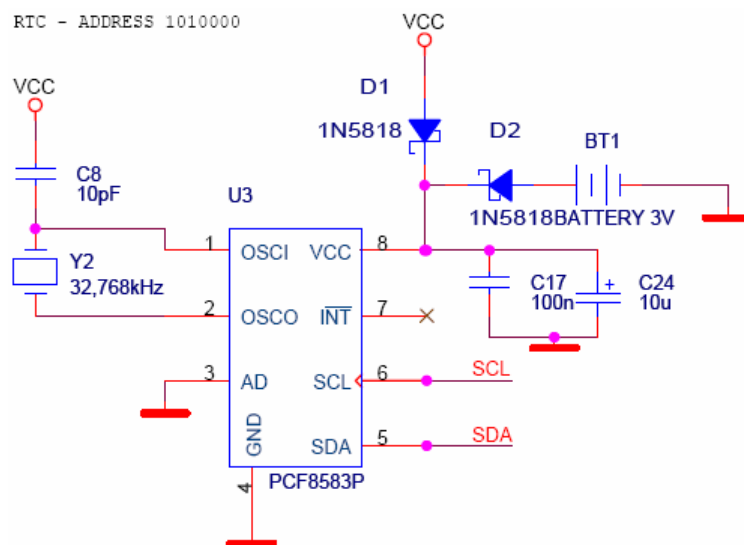 RTC - ADDRESS 1010000
VCC
VCC
D1
1N5818
D2
BT1
C8
10pF
U3
1N5818BATTERY 3V
1
OSCI
VCC
8
Y2
32,768kHz
C17
100n
+
C24
10u
2
OSCO
INT
7
3
AD
SCL
6
SCL
GND
SDA
5
SDA
4
PCF8583P